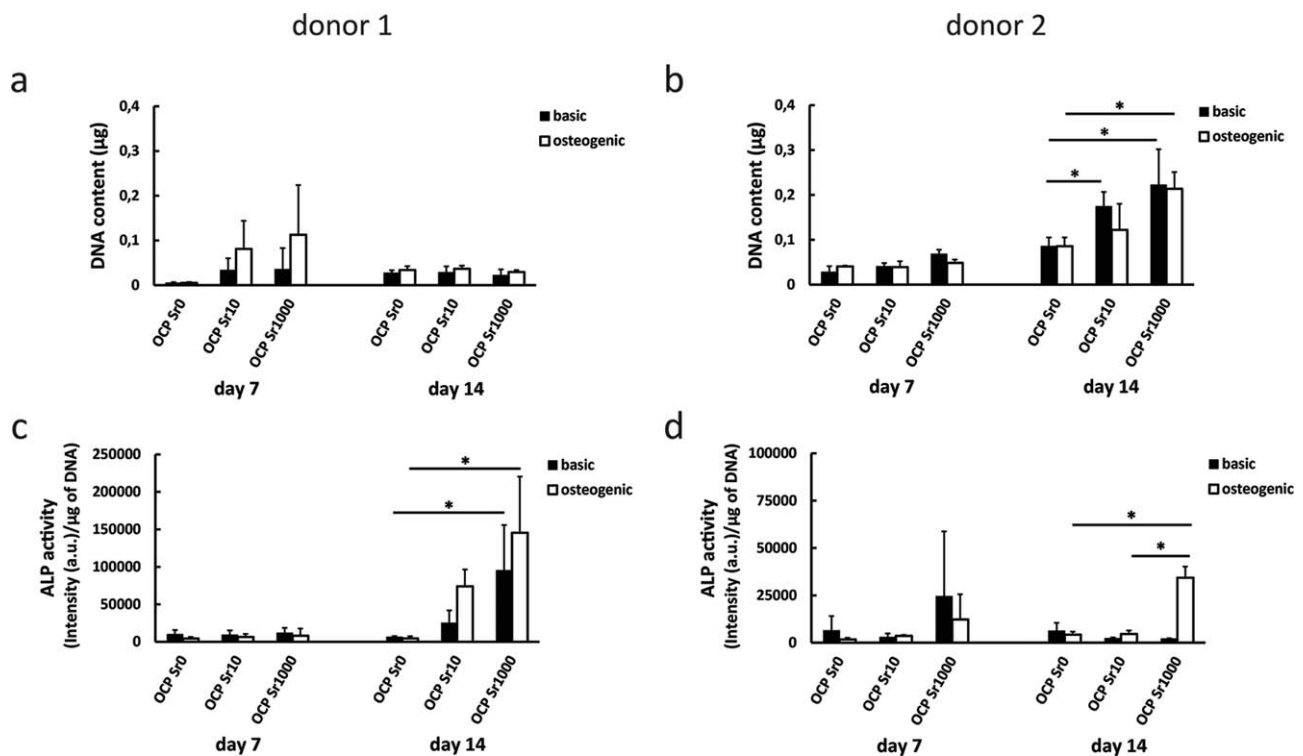 donor 1
donor 2
a
DNA content (µg)
0,4
0,3
0,2
0,1
0
basic
osteogenic
OCP Sr0
OCP Sr10
OCP Sr1000
OCP Sr0
OCP Sr10
OCP Sr1000
day 7
day 14
b
DNA content (µg)
0,4
0,3
0,2
0,1
0
*
*
*
basic
osteogenic
OCP Sr0
OCP Sr10
OCP Sr1000
OCP Sr0
OCP Sr10
OCP Sr1000
day 7
day 14
c
ALP activity
(Intensity (a.u.)/µg of DNA)
250000
200000
150000
100000
50000
0
*
*
basic
osteogenic
OCP Sr0
OCP Sr10
OCP Sr1000
OCP Sr0
OCP Sr10
OCP Sr1000
day 7
day 14
d
ALP activity
(Intensity (a.u.)/µg of DNA)
100000
75000
50000
25000
0
*
*
basic
osteogenic
OCP Sr0
OCP Sr10
OCP Sr1000
OCP Sr0
OCP Sr10
OCP Sr1000
day 7
day 14